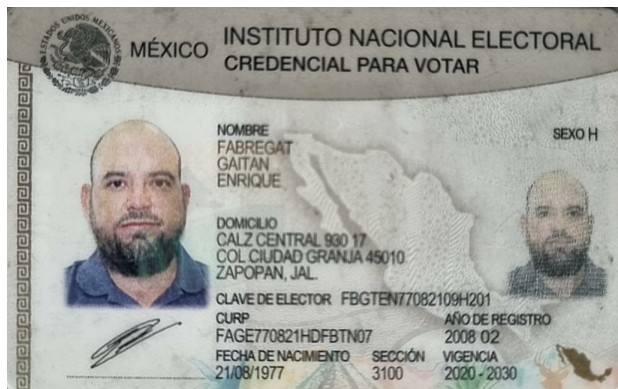 ESTADOS UNIDOS MEXICANOS
MÉXICO INSTITUTO NACIONAL ELECTORAL
CREDENCIAL PARA VOTAR
NOMBRE SEXO H
FABREGAT
GAITAN
ENRIQUE
DOMICILIO
CALZ CENTRAL 930 17
COL CIUDAD GRANJA 45010
ZAPOPAN, JAL.
CLAVE DE ELECTOR FBGTEN77082109H201
CURP AÑO DE REGISTRO
FAGE770821HDFBTN07 2008 02
FECHA DE NACIMIENTO SECCIÓN VIGENCIA
21/08/1977 3100 2020 - 2030